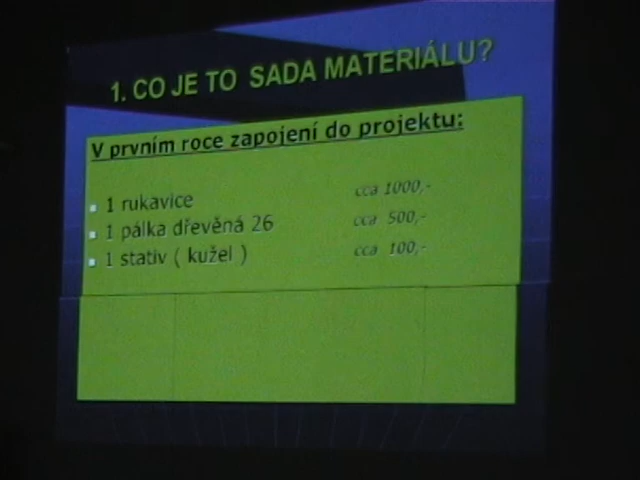 1. CO JE TO SADA MATERIÁLU?
V prvním roce zapojení do projektu:
1 rukavice cca 1000,-
1 pálka dřevěná 26 cca 500,-
1 stativ ( kužel ) cca 100,-